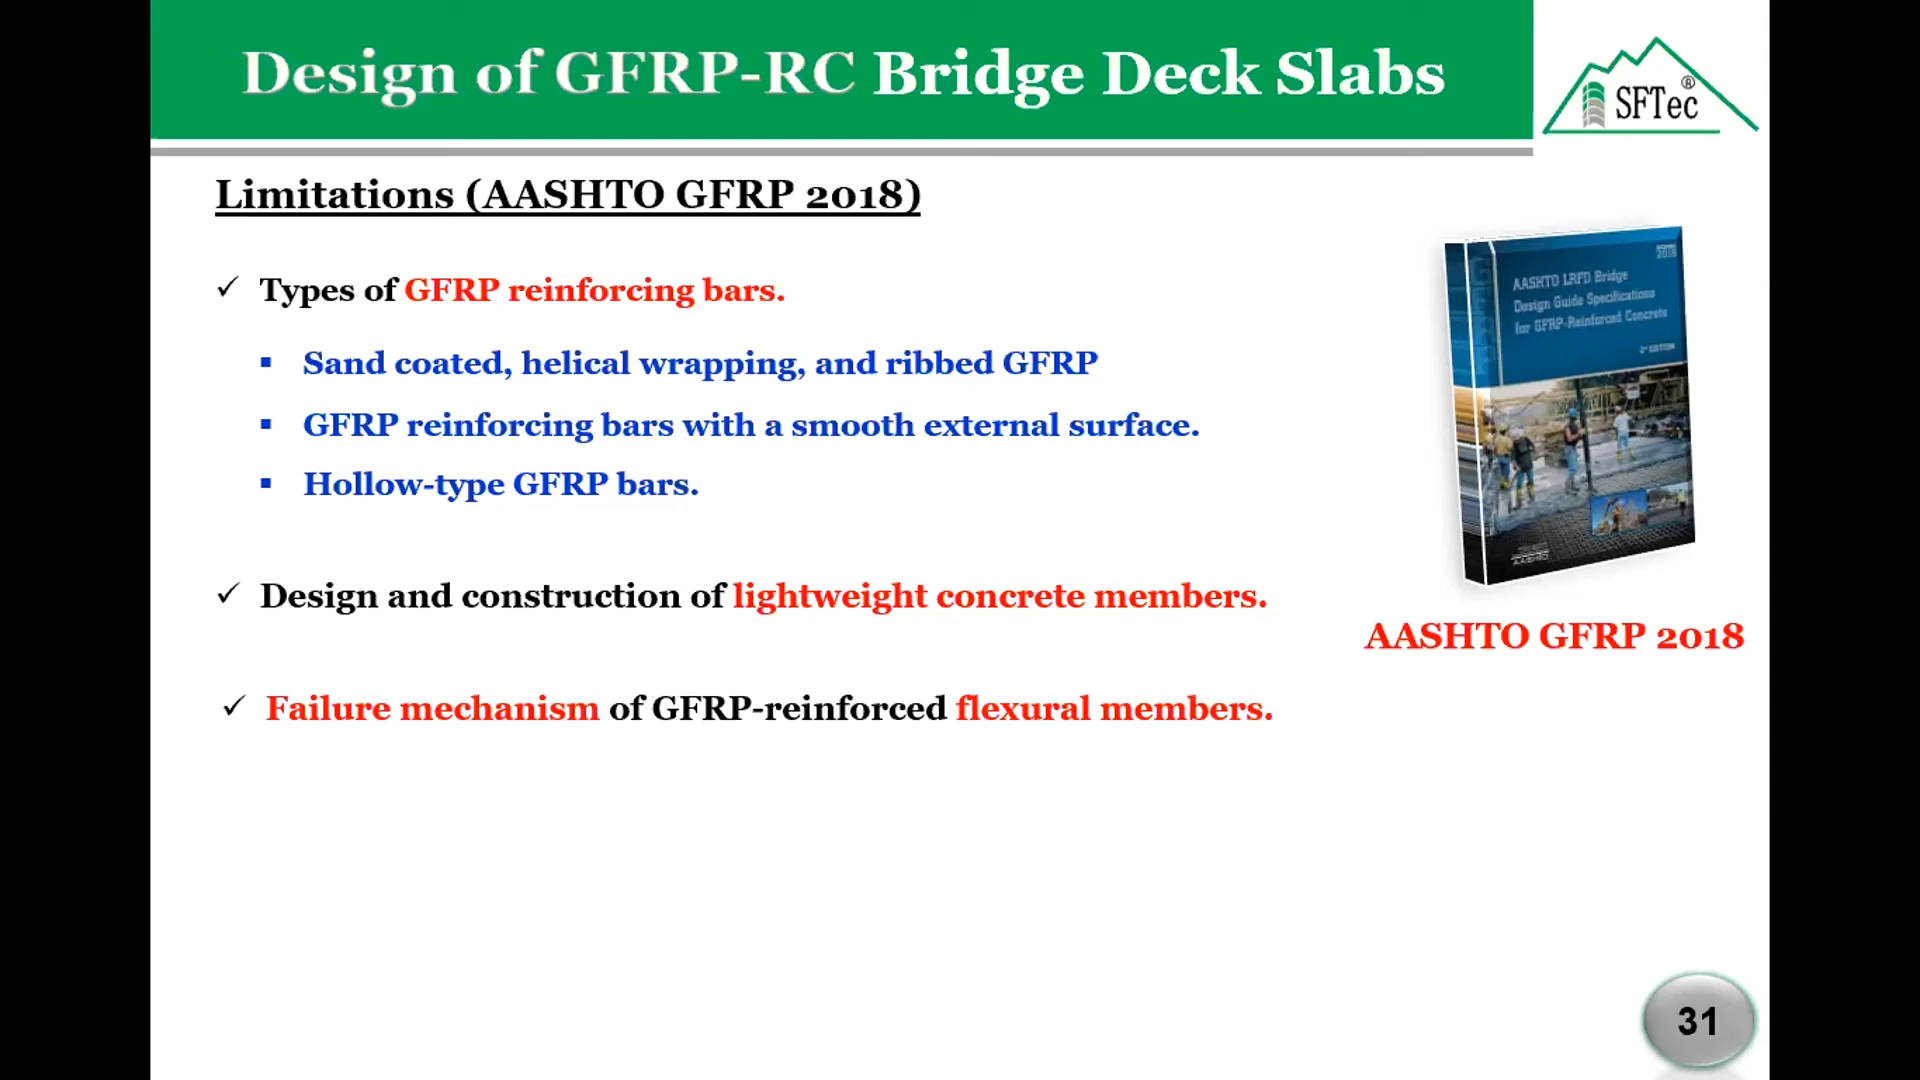 Design of GFRP-RC Bridge Deck Slabs
SFTec®
Limitations (AASHTO GFRP 2018)
✓ Types of GFRP reinforcing bars.
▪ Sand coated, helical wrapping, and ribbed GFRP
▪ GFRP reinforcing bars with a smooth external surface.
▪ Hollow-type GFRP bars.
✓ Design and construction of lightweight concrete members.
✓ Failure mechanism of GFRP-reinforced flexural members.
AASHTO LRFD Bridge
Design Guide Specifications
for GFRP-Reinforced Concrete
2nd EDITION
AASHTO
AASHTO GFRP 2018
31